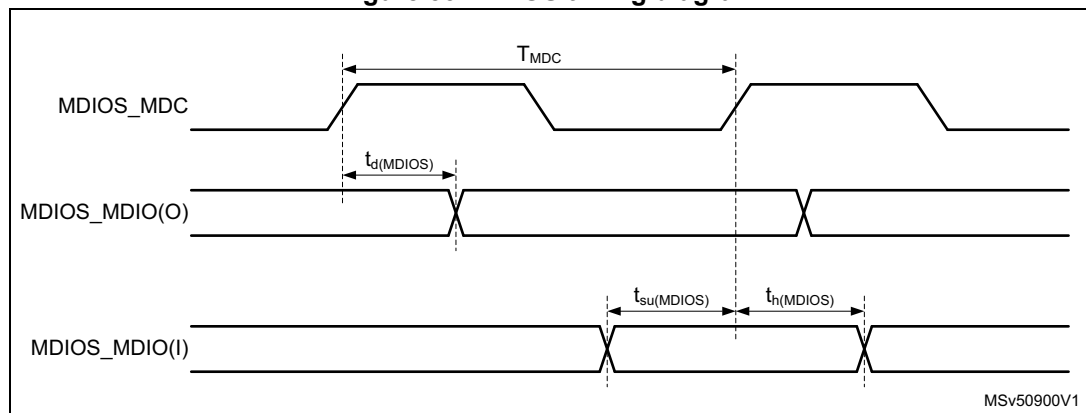 T_MDC
MDIOS_MDC
t_d(MDIOS)
MDIOS_MDIO(O)
t_su(MDIOS) t_h(MDIOS)
MDIOS_MDIO(I)
MSv50900V1